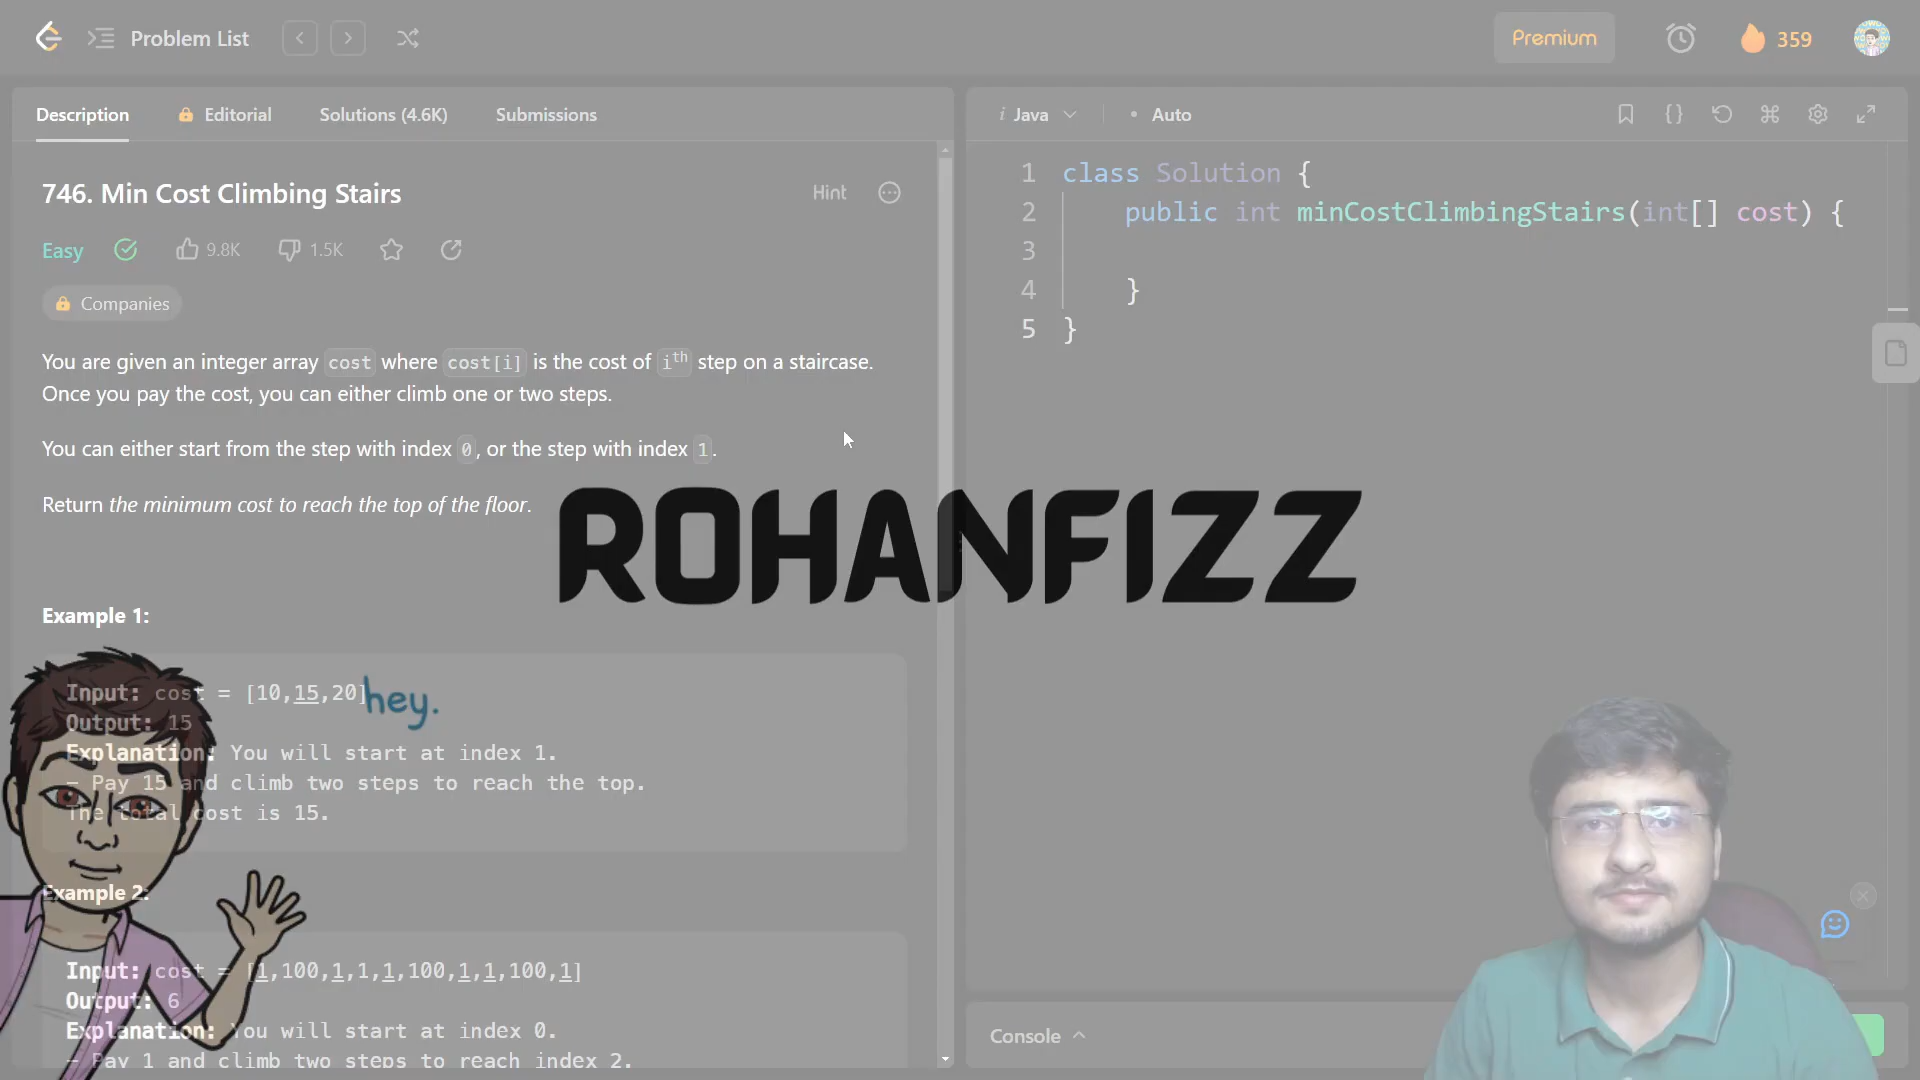 Problem List
Premium
359
Description
Editorial
Solutions (4.6K)
Submissions
746. Min Cost Climbing Stairs
Hint
Easy
9.8K
1.5K
Companies
You are given an integer array cost where cost[i] is the cost of ith step on a staircase.
Once you pay the cost, you can either climb one or two steps.
You can either start from the step with index 0, or the step with index 1.
Return the minimum cost to reach the top of the floor.
Example 1:
Input: cost = [10,15,20]
Output: 15
Explanation: You will start at index 1.
- Pay 15 and climb two steps to reach the top.
The total cost is 15.
Example 2:
Input: cost = [1,100,1,1,1,100,1,1,100,1]
Output: 6
Explanation: You will start at index 0.
- Pay 1 and climb two steps to reach index 2.
hey.
ROHANFIZZ
i Java
Auto
1 class Solution {
2 public int minCostClimbingStairs(int[] cost) {
3
4 }
5 }
Console